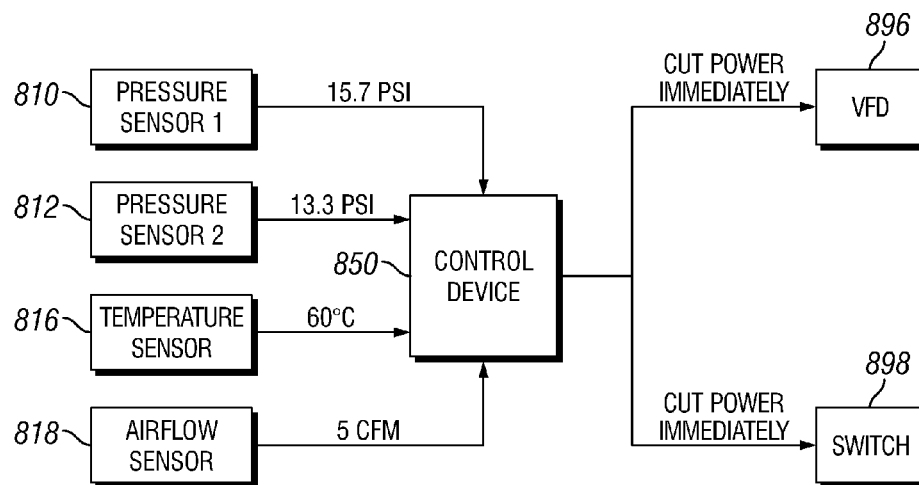 810
PRESSURE
SENSOR 1
15.7 PSI
812
PRESSURE
SENSOR 2
13.3 PSI
816
TEMPERATURE
SENSOR
60°C
818
AIRFLOW
SENSOR
5 CFM
850
CONTROL
DEVICE
CUT POWER
IMMEDIATELY
896
VFD
CUT POWER
IMMEDIATELY
898
SWITCH